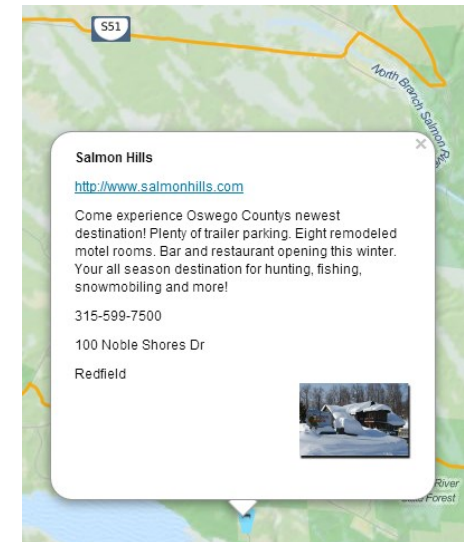 S51
North Branch Salmon R
Salmon Hills
http://www.salmonhills.com
Come experience Oswego Countys newest
destination! Plenty of trailer parking. Eight remodeled
motel rooms. Bar and restaurant opening this winter.
Your all season destination for hunting, fishing,
snowmobiling and more!
315-599-7500
100 Noble Shores Dr
Redfield
River
Forest